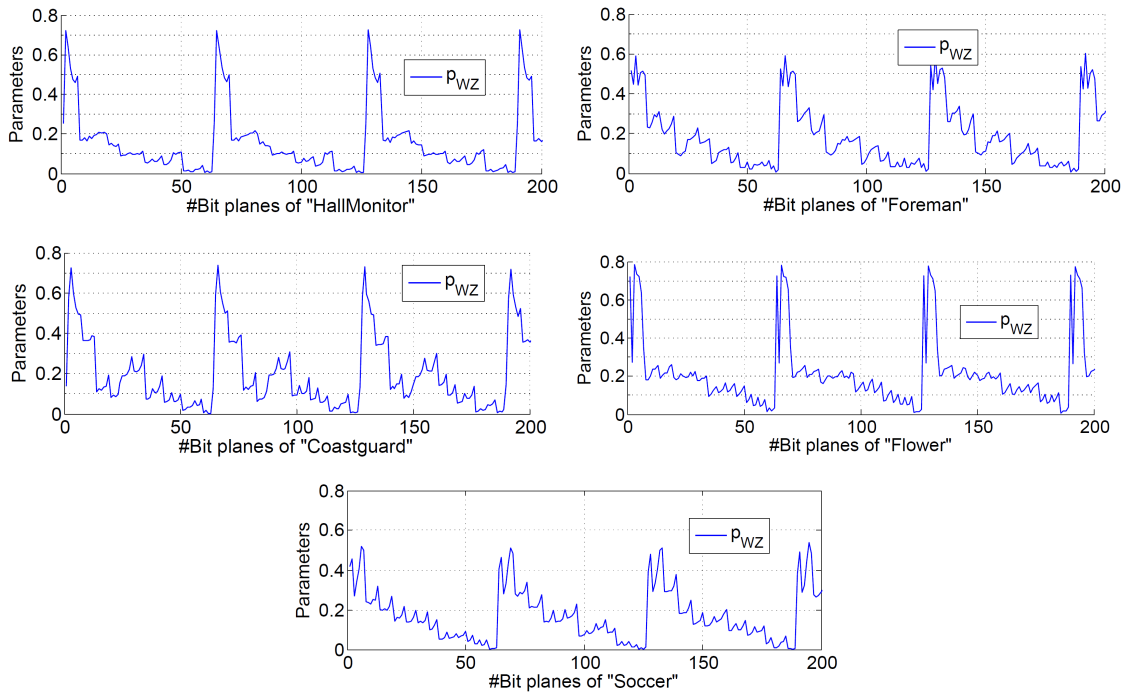 0.8
0.6
0.4
0.2
0
Parameters
p_WZ
0 50 100 150 200
#Bit planes of "HallMonitor"
0.8
0.6
0.4
0.2
0
Parameters
p_WZ
0 50 100 150 200
#Bit planes of "Foreman"
0.8
0.6
0.4
0.2
0
Parameters
p_WZ
0 50 100 150 200
#Bit planes of "Coastguard"
0.8
0.6
0.4
0.2
0
Parameters
p_WZ
0 50 100 150 200
#Bit planes of "Flower"
0.8
0.6
0.4
0.2
0
Parameters
p_WZ
0 50 100 150 200
#Bit planes of "Soccer"